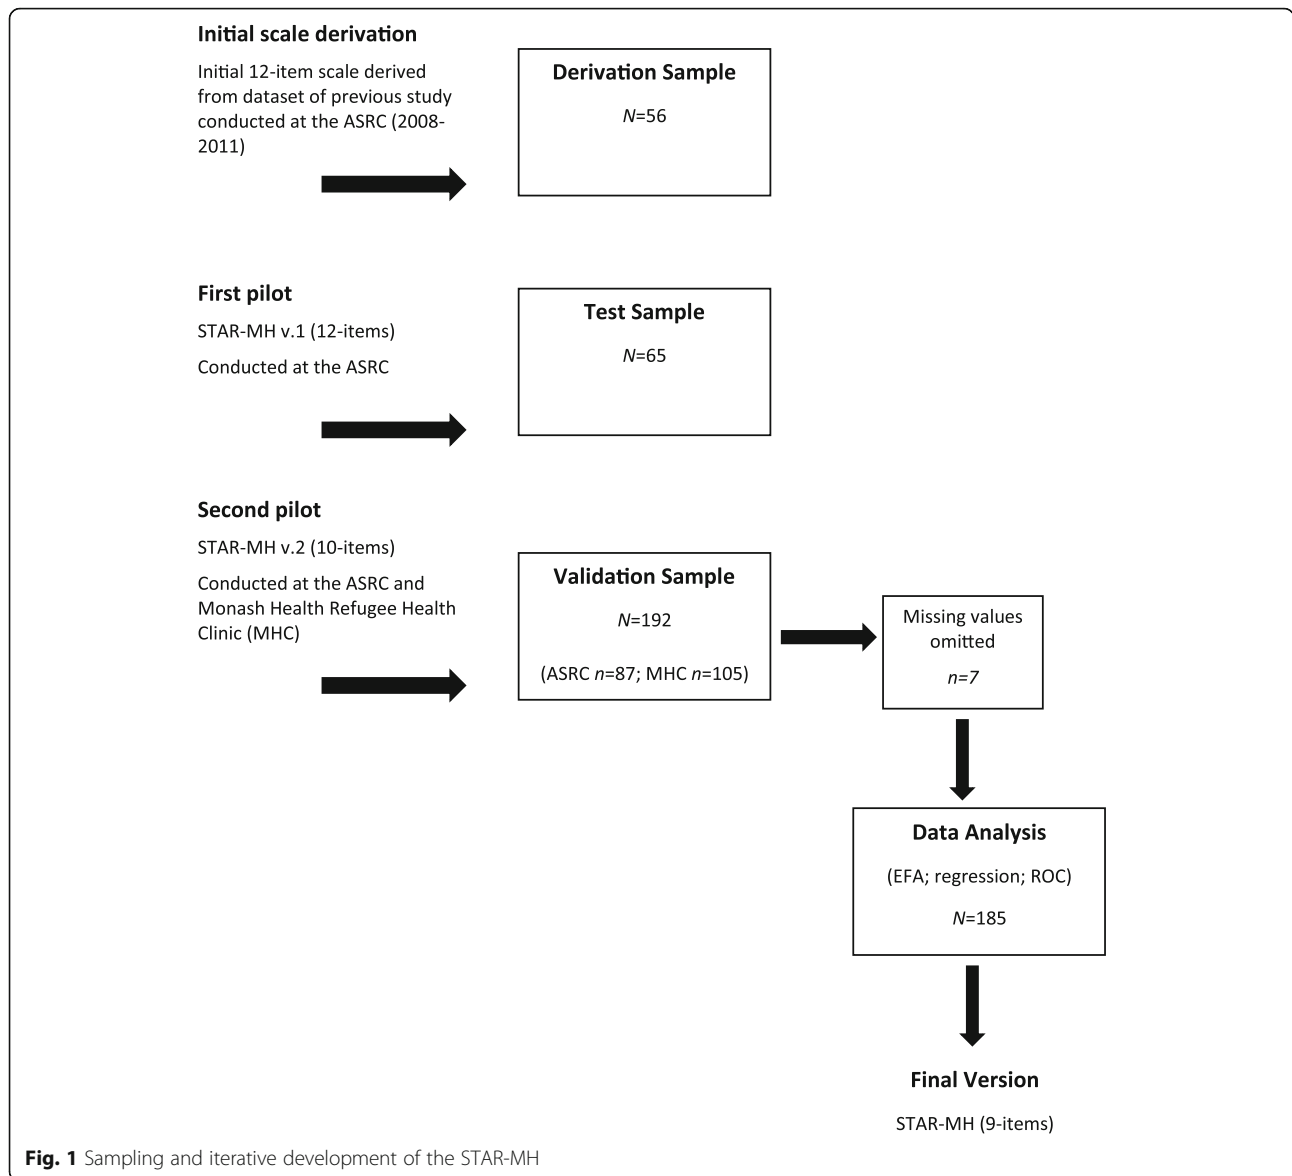 Initial scale derivation
Initial 12-item scale derived
from dataset of previous study
conducted at the ASRC (2008-
2011)
Derivation Sample
N=56
First pilot
STAR-MH v.1 (12-items)
Conducted at the ASRC
Test Sample
N=65
Second pilot
STAR-MH v.2 (10-items)
Conducted at the ASRC and
Monash Health Refugee Health
Clinic (MHC)
Validation Sample
N=192
(ASRC n=87; MHC n=105)
Missing values
omitted
n=7
Data Analysis
(EFA; regression; ROC)
N=185
Final Version
STAR-MH (9-items)
Fig. 1 Sampling and iterative development of the STAR-MH